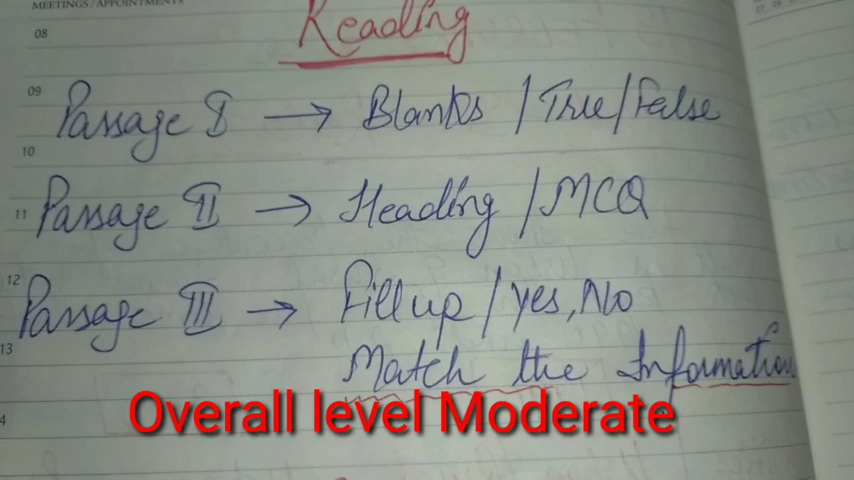 MEETINGS / APPOINTMENTS
Reading
08
09
Passage I → Blanks / True/False
10
11
Passage II → Heading / MCQ
12
Passage III → Fill up / Yes, No
13
Match the Information
Overall level Moderate